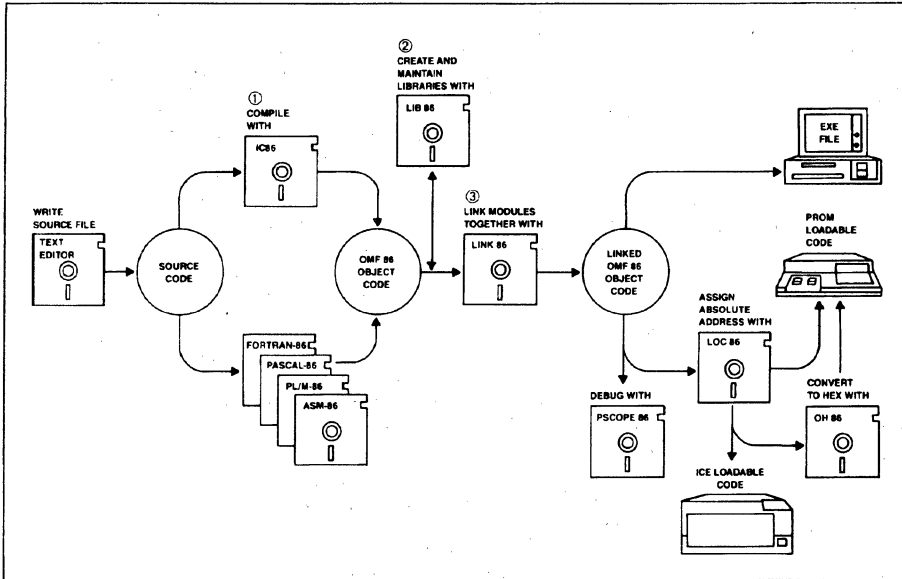 ②
CREATE AND
MAINTAIN
LIBRARIES WITH
LIB 86
①
COMPILE
WITH
iC86
EXE
FILE
③
LINK MODULES
TOGETHER WITH
LINK 86
WRITE
SOURCE FILE
TEXT
EDITOR
SOURCE
CODE
OMF 86
OBJECT
CODE
LINKED
OMF 86
OBJECT
CODE
PROM
LOADABLE
CODE
ASSIGN
ABSOLUTE
ADDRESS WITH
LOC 86
FORTRAN-86
PASCAL-86
PL/M-86
ASM-86
DEBUG WITH
PSCOPE 86
CONVERT
TO HEX WITH
OH 86
ICE LOADABLE
CODE